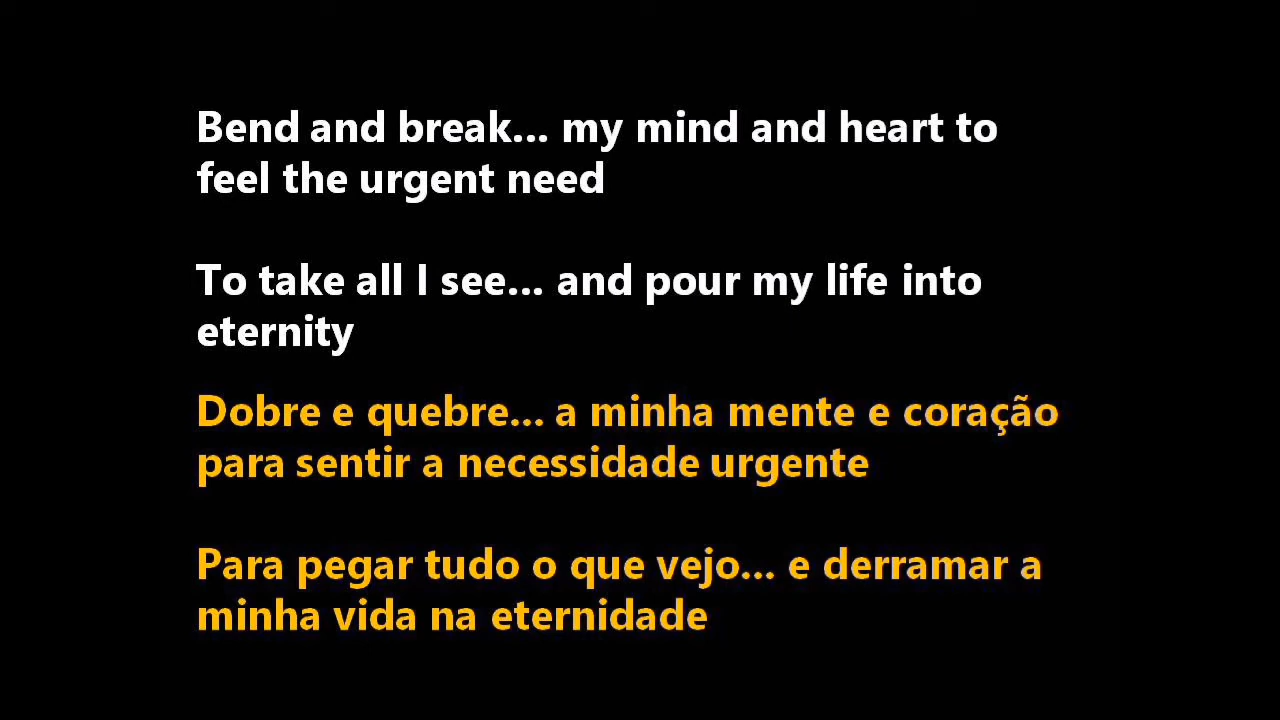 Bend and break... my mind and heart to
feel the urgent need
To take all I see... and pour my life into
eternity
Dobre e quebre... a minha mente e coração
para sentir a necessidade urgente
Para pegar tudo o que vejo... e derramar a
minha vida na eternidade